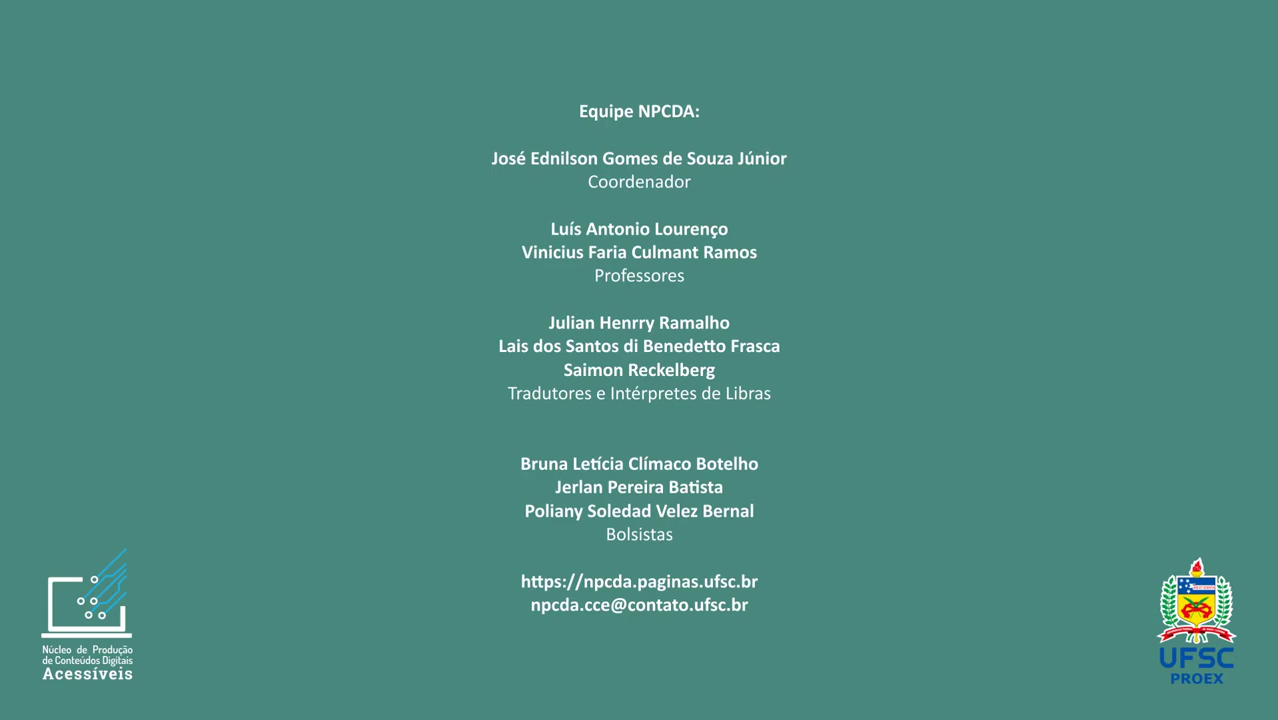 Equipe NPCDA:
José Ednilson Gomes de Souza Júnior
Coordenador
Luís Antonio Lourenço
Vinicius Faria Culmant Ramos
Professores
Julian Henrry Ramalho
Lais dos Santos di Benedetto Frasca
Saimon Reckelberg
Tradutores e Intérpretes de Libras
Bruna Letícia Clímaco Botelho
Jerlan Pereira Batista
Poliany Soledad Velez Bernal
Bolsistas
https://npcda.paginas.ufsc.br
npcda.cce@contato.ufsc.br
Núcleo de Produção
de Conteúdos Digitais
Acessíveis
UFSC
PROEX